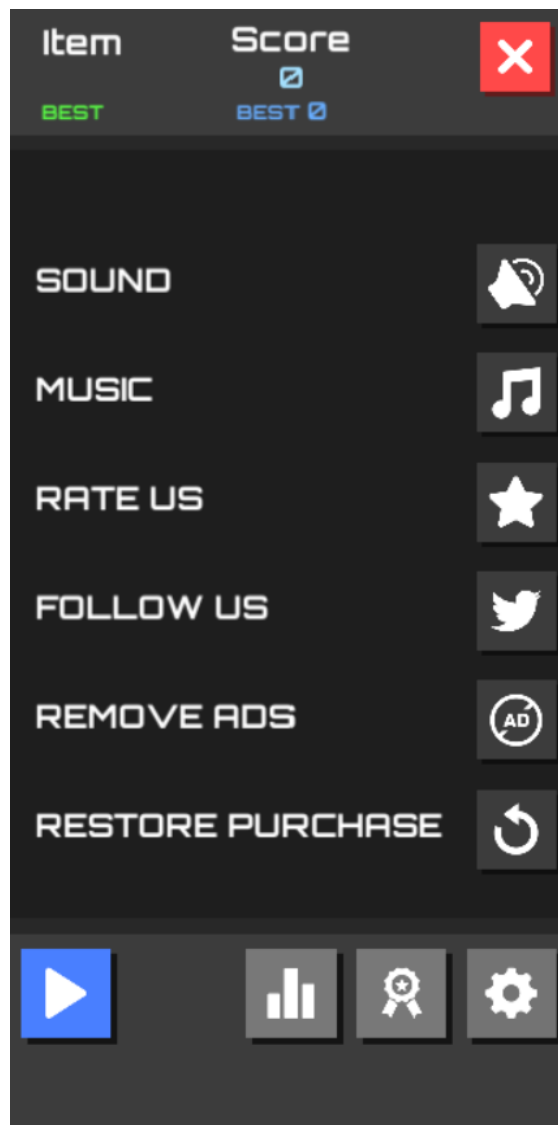 Item Score
0
BEST BEST 0
SOUND
MUSIC
RATE US
FOLLOW US
REMOVE ADS
AD
RESTORE PURCHASE